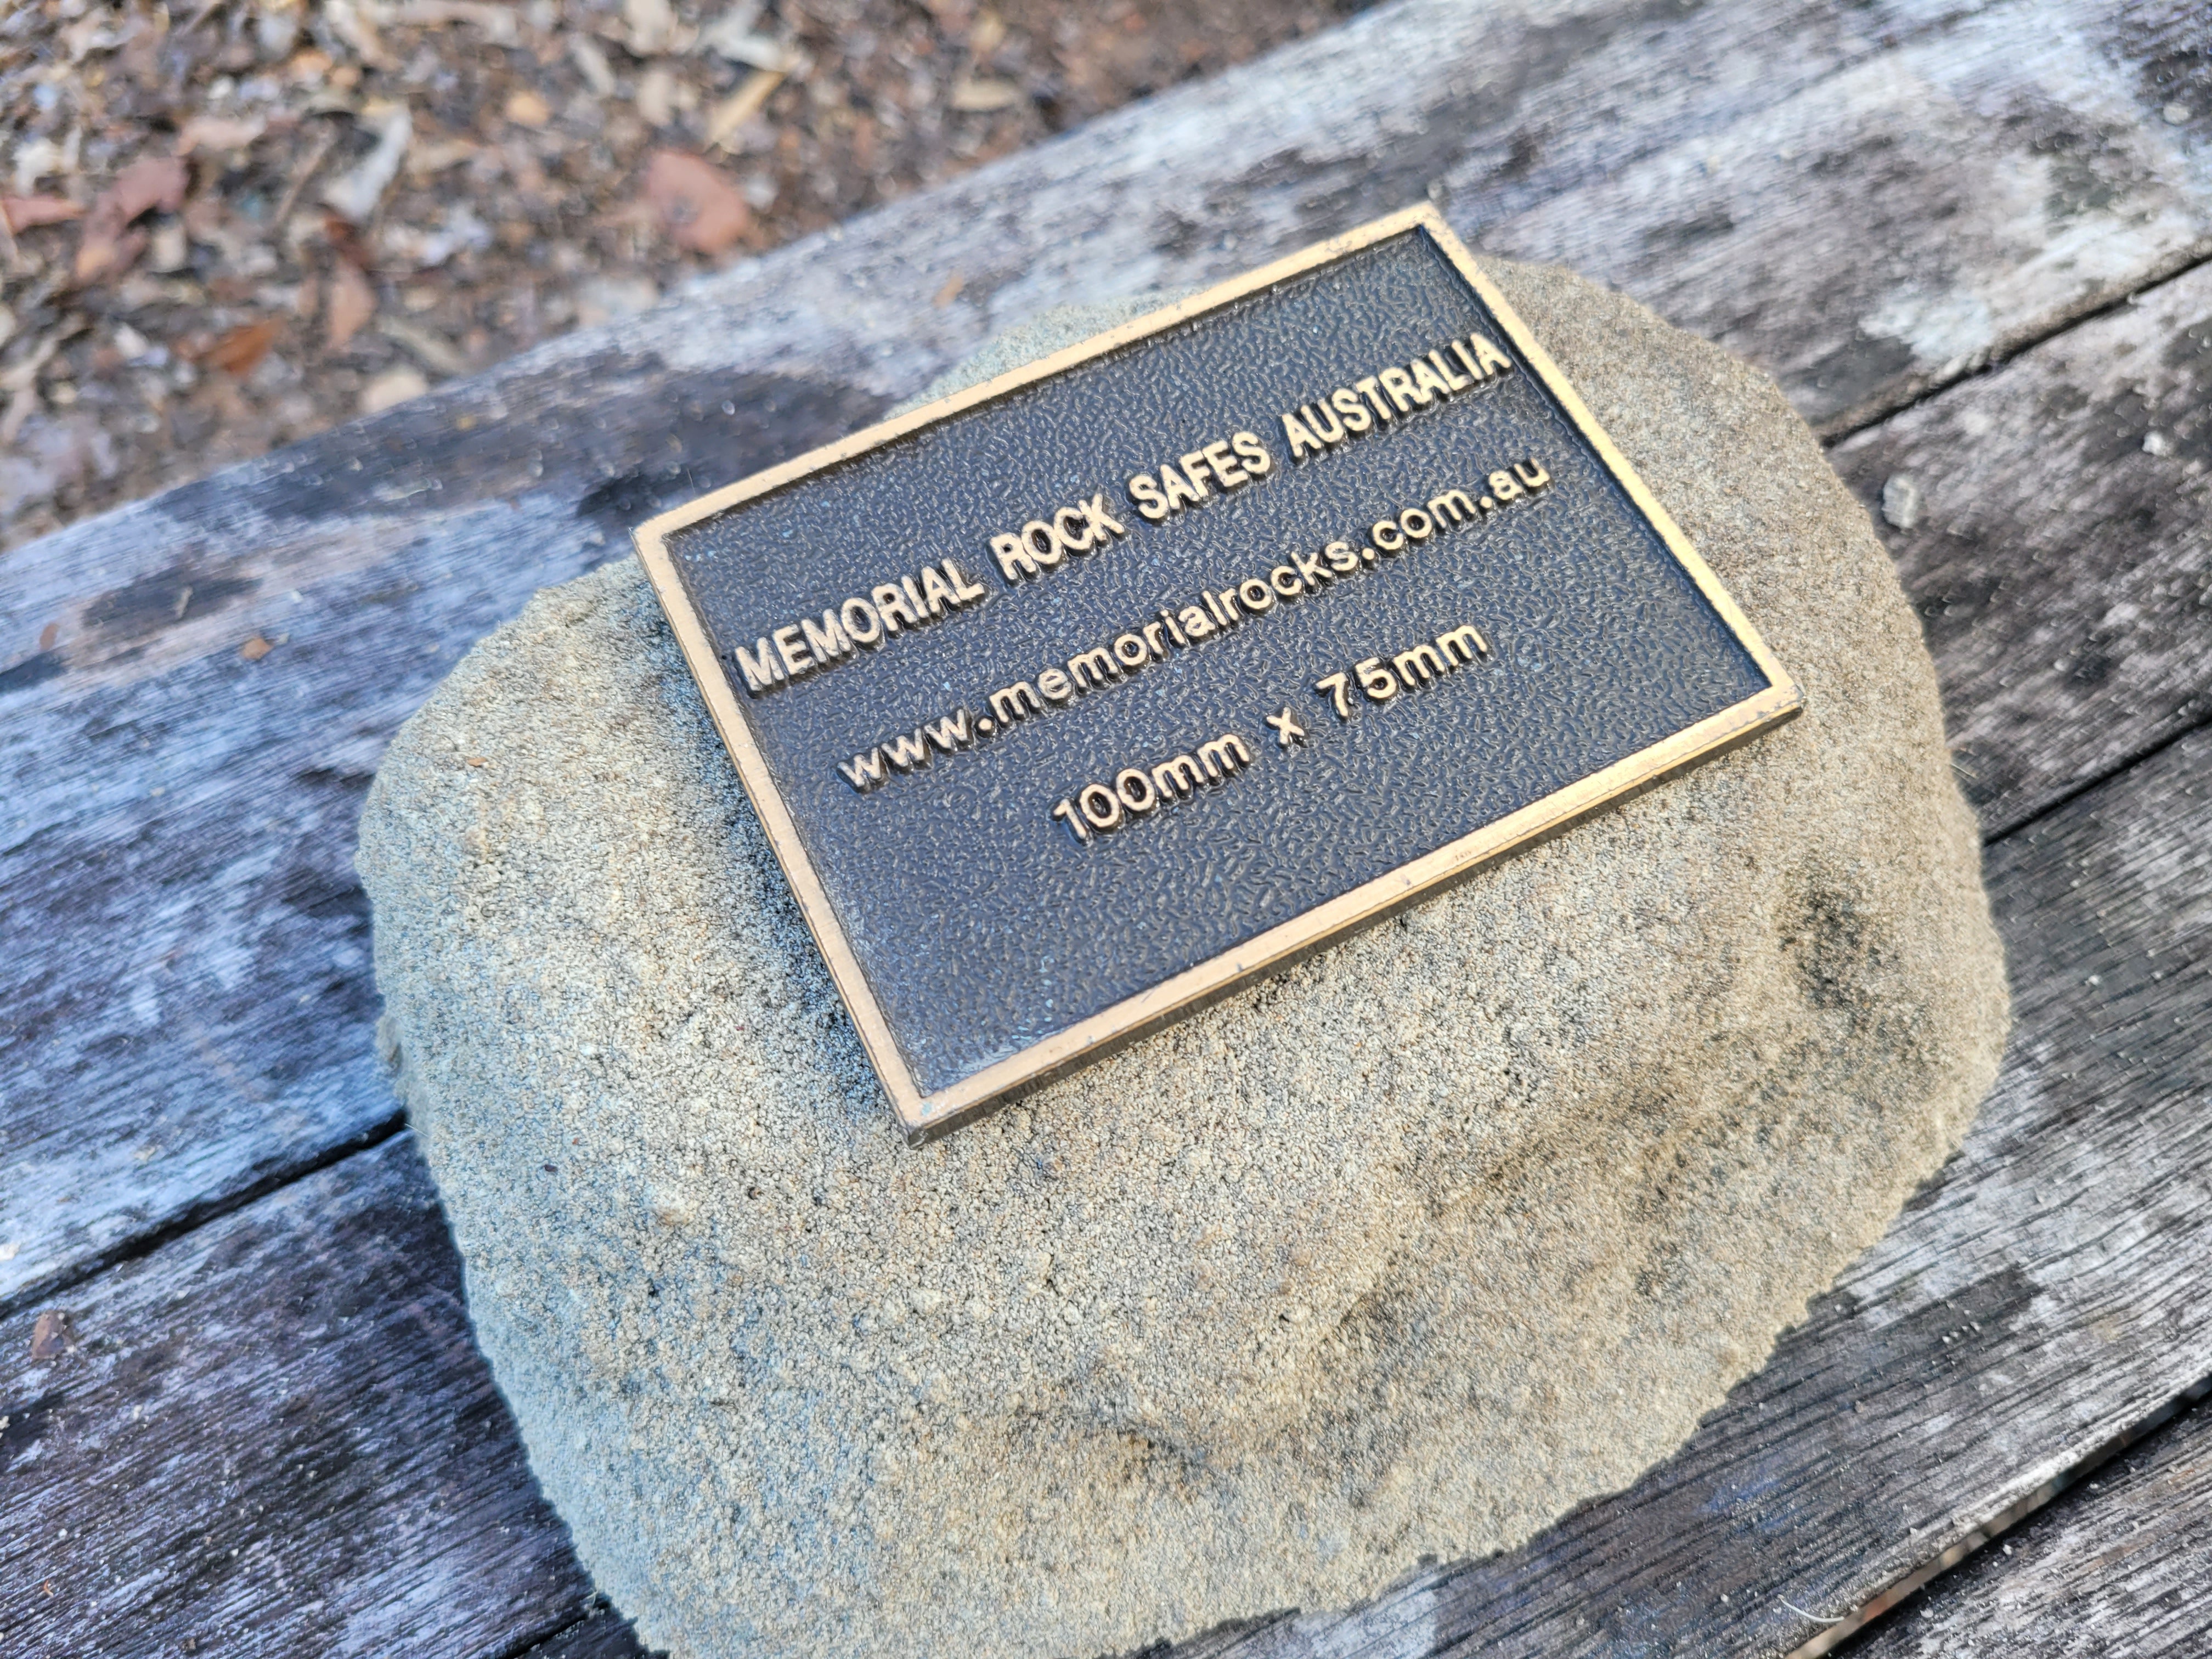 MEMORIAL ROCK SAFES AUSTRALIA
www.memorialrocks.com.au
100mm x 75mm